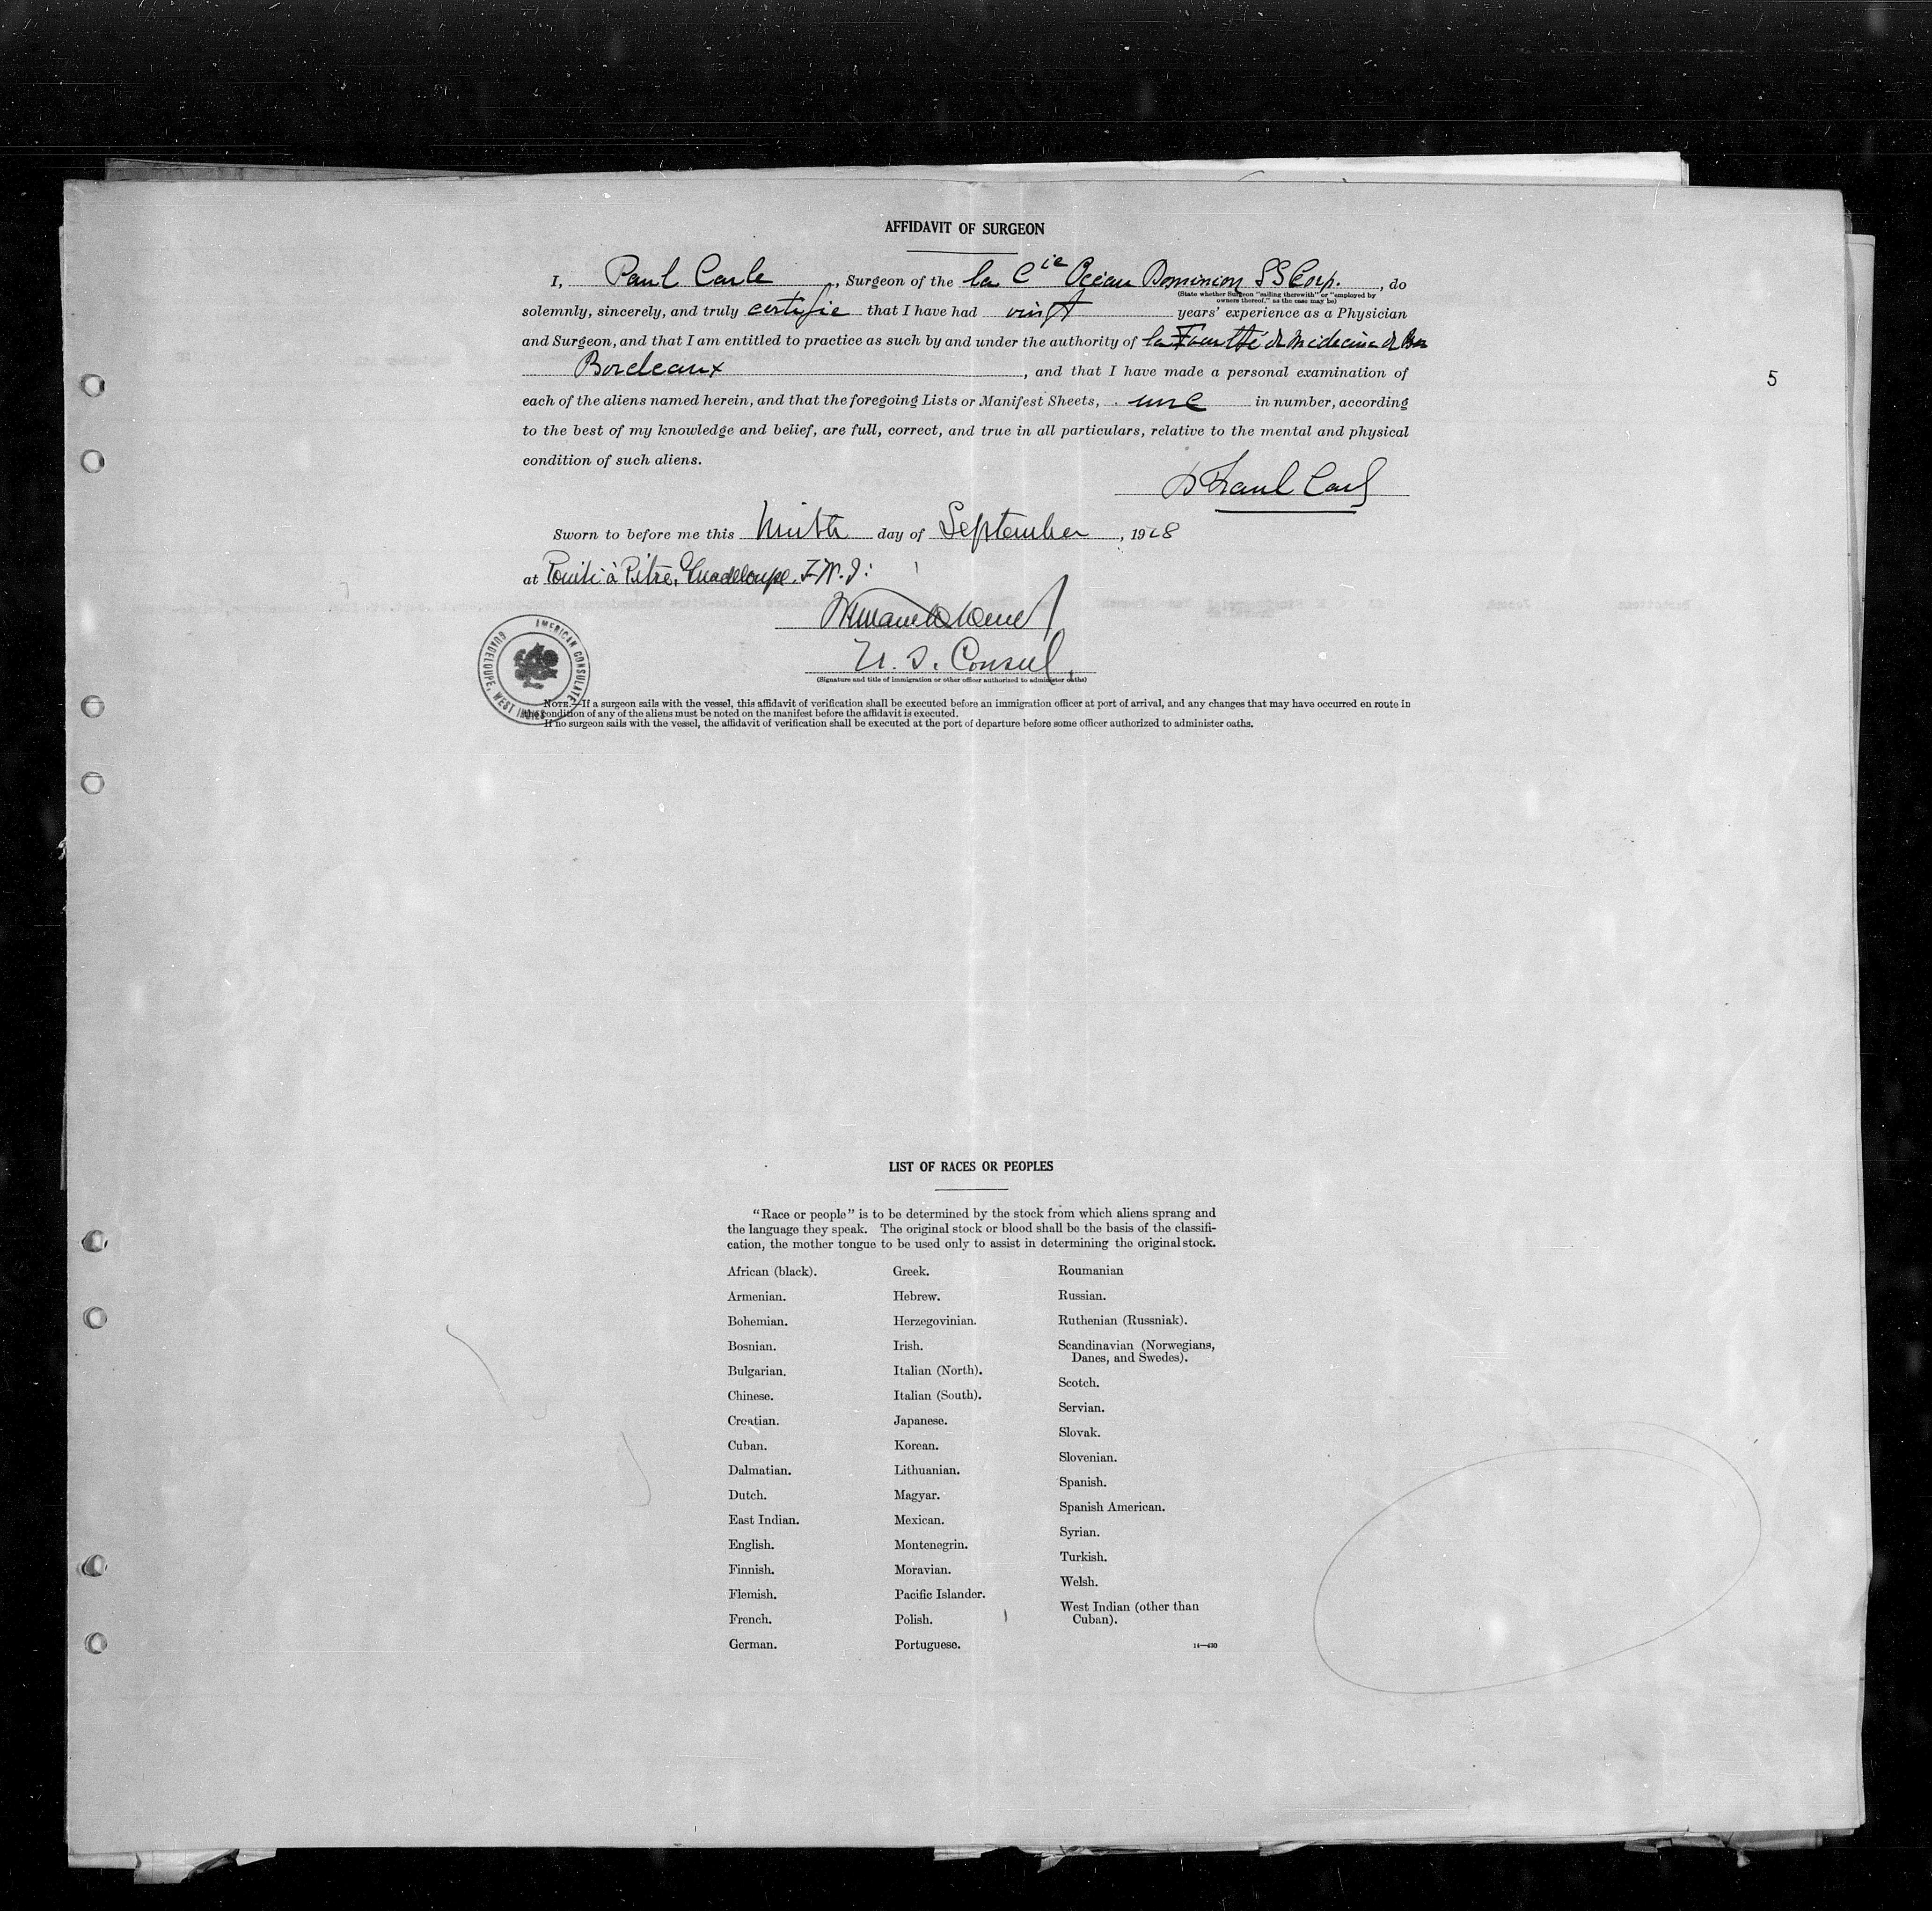 AFFIDAVIT OF SURGEON
I, Paul Carle, Surgeon of the la Cie Océan Dominion SS Corp., do
(State whether Surgeon "sailing therewith" or "employed by
owners thereof," as the case may be)
solemnly, sincerely, and truly certifie that I have had vingt years' experience as a Physician
and Surgeon, and that I am entitled to practice as such by and under the authority of la Faculté de Médecine de
Bordeaux, and that I have made a personal examination of
5
each of the aliens named herein, and that the foregoing Lists or Manifest Sheets, une in number, according
to the best of my knowledge and belief, are full, correct, and true in all particulars, relative to the mental and physical
condition of such aliens.
Paul Carle
Sworn to before me this Ninth day of September, 1928
at Pointe à Pitre, Guadeloupe. F.W.I.
U. S. Consul
(Signature and title of immigration or other officer authorized to administer oaths)
AMERICAN CONSULATE
GUADELOUPE, WEST INDIES
NOTE.—If a surgeon sails with the vessel, this affidavit of verification shall be executed before an immigration officer at port of arrival, and any changes that may have occurred en route in
condition of any of the aliens must be noted on the manifest before the affidavit is executed.
If no surgeon sails with the vessel, the affidavit of verification shall be executed at the port of departure before some officer authorized to administer oaths.
LIST OF RACES OR PEOPLES
"Race or people" is to be determined by the stock from which aliens sprang and
the language they speak. The original stock or blood shall be the basis of the classifi-
cation, the mother tongue to be used only to assist in determining the original stock.
African (black).
Armenian.
Bohemian.
Bosnian.
Bulgarian.
Chinese.
Croatian.
Cuban.
Dalmatian.
Dutch.
East Indian.
English.
Finnish.
Flemish.
French.
German.
Greek.
Hebrew.
Herzegovinian.
Irish.
Italian (North).
Italian (South).
Japanese.
Korean.
Lithuanian.
Magyar.
Mexican.
Montenegrin.
Moravian.
Pacific Islander.
Polish.
Portuguese.
Roumanian
Russian.
Ruthenian (Russniak).
Scandinavian (Norwegians,
Danes, and Swedes).
Scotch.
Servian.
Slovak.
Slovenian.
Spanish.
Spanish American.
Syrian.
Turkish.
Welsh.
West Indian (other than
Cuban).
14—430